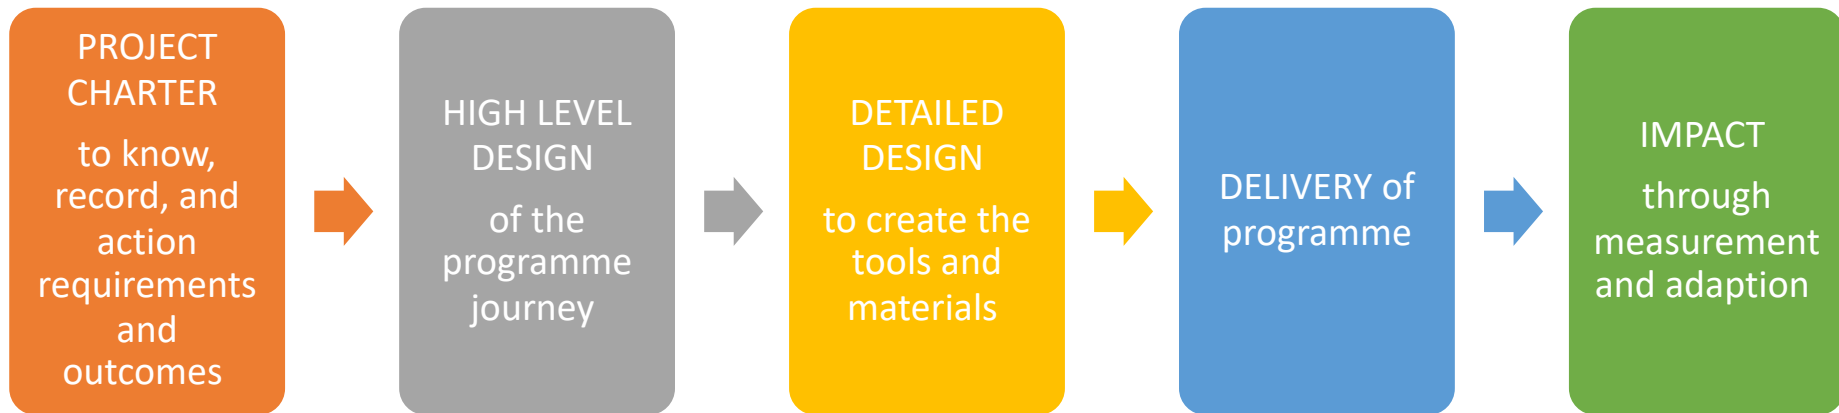 PROJECT
CHARTER
to know,
record, and
action
requirements
and
outcomes
HIGH LEVEL
DESIGN
of the
programme
journey
DETAILED
DESIGN
to create the
tools and
materials
DELIVERY of
programme
IMPACT
through
measurement
and adaption